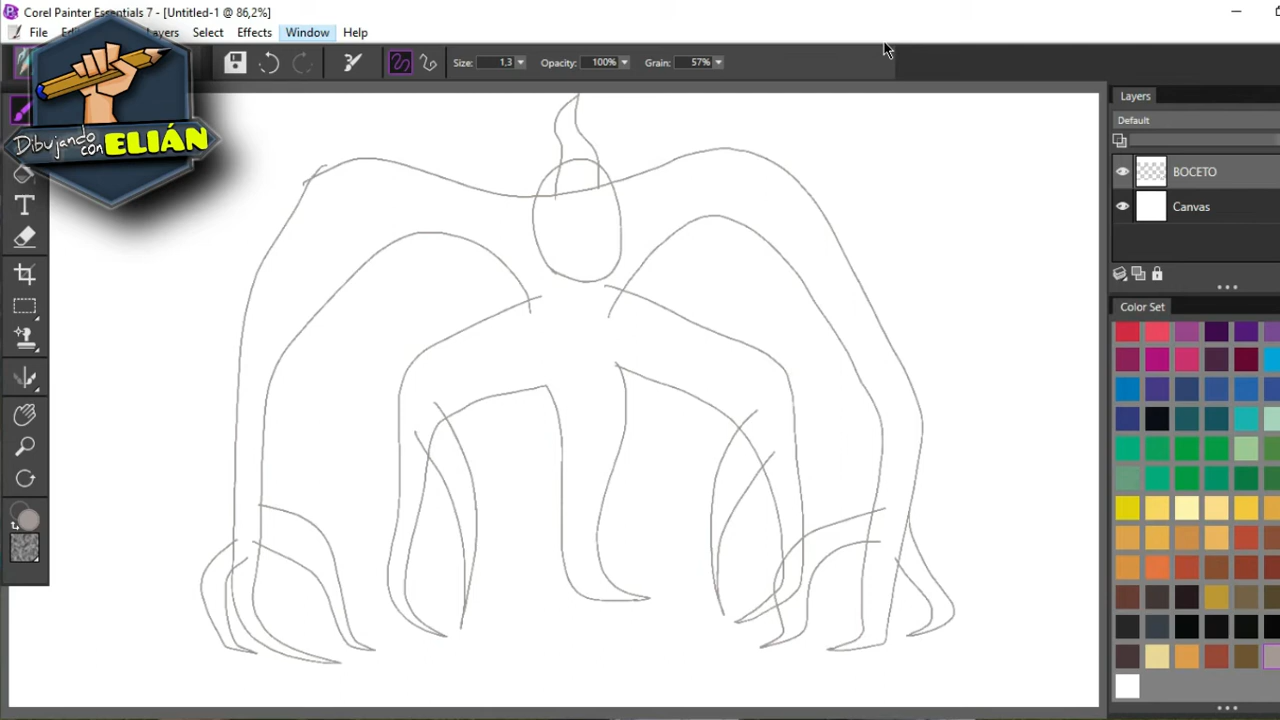 Corel Painter Essentials 7 - [Untitled-1 @ 86,2%]
File Layers Select Effects Window Help
Size: 1,3 Opacity: 100% Grain: 57%
Dibujando
con ELIÁN
T
Layers
Default
BOCETO
Canvas
Color Set